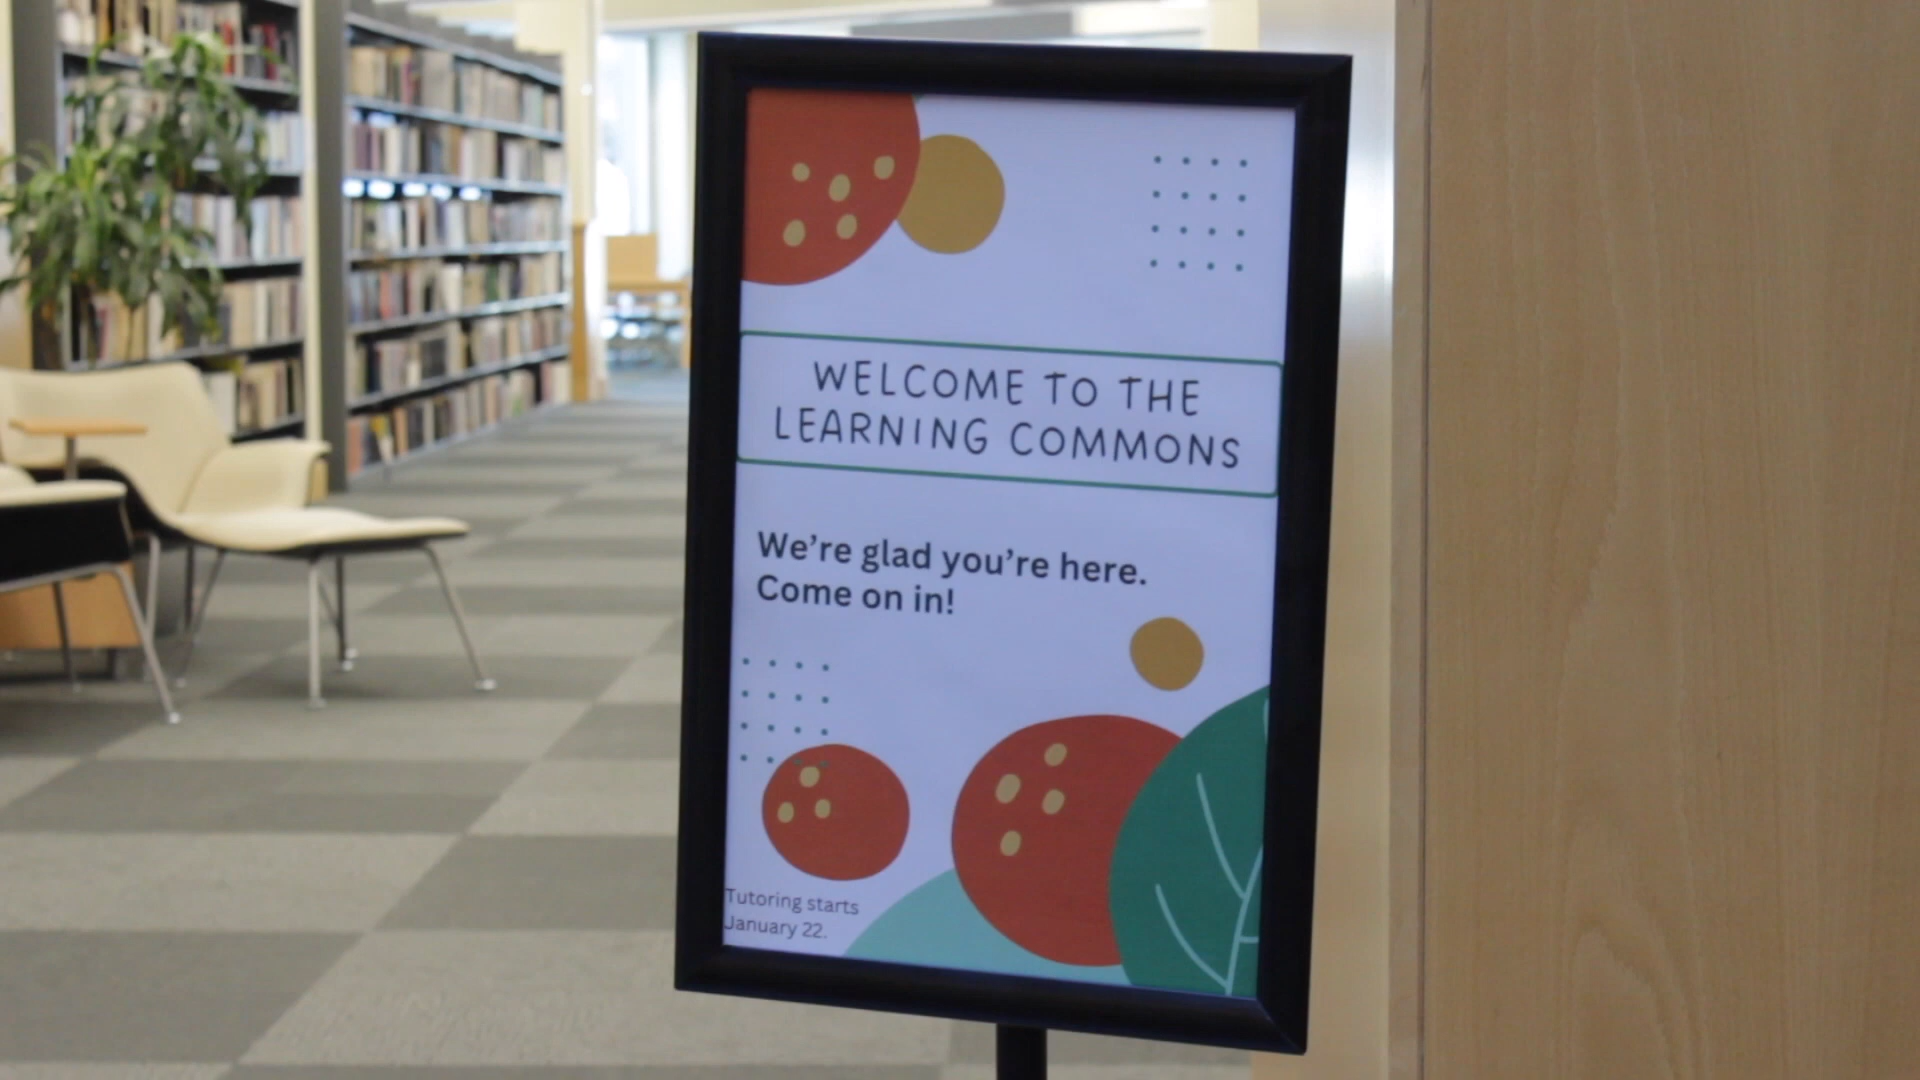 WELCOME TO THE
LEARNING COMMONS
We're glad you're here.
Come on in!
Tutoring starts
January 22.